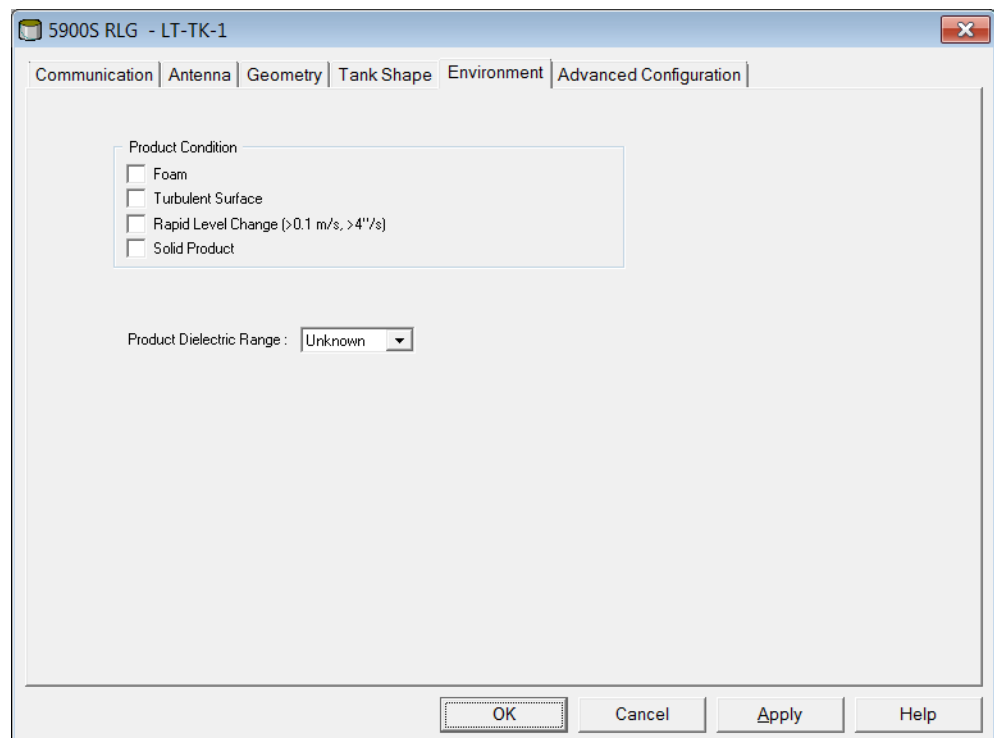 5900S RLG - LT-TK-1
Communication Antenna Geometry Tank Shape Environment Advanced Configuration
Product Condition
Foam
Turbulent Surface
Rapid Level Change (>0.1 m/s, >4"/s)
Solid Product
Product Dielectric Range : Unknown
OK Cancel Apply Help